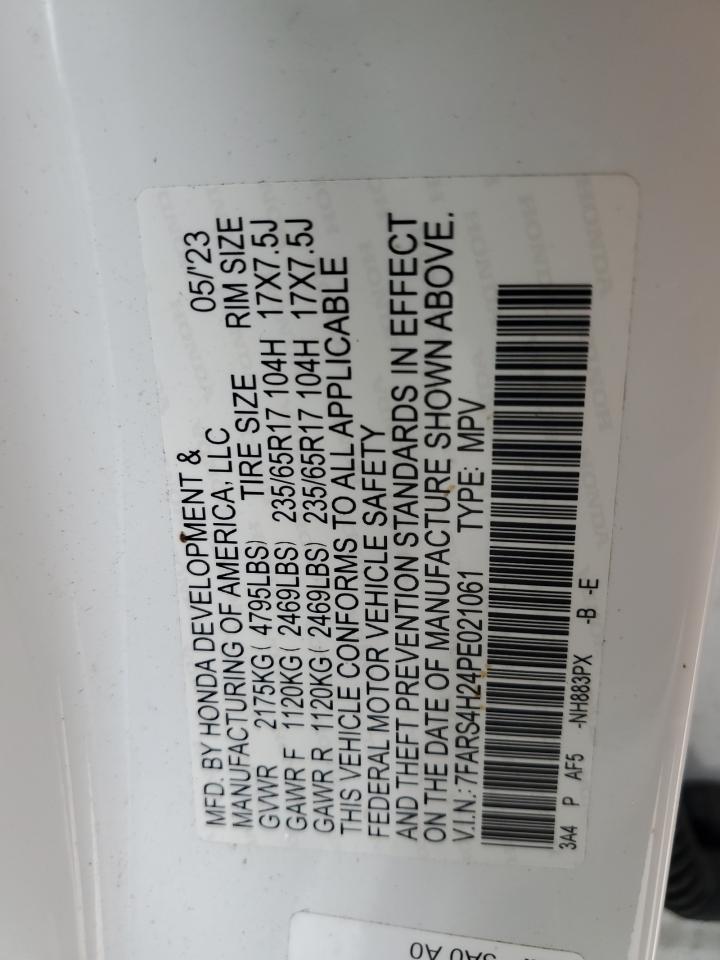 MFD. BY HONDA DEVELOPMENT & 05/'23
MANUFACTURING OF AMERICA, LLC
TIRE SIZE RIM SIZE
GVWR 2175KG( 4795LBS)
GAWR F 1120KG( 2469LBS) 235/65R17 104H 17X7.5J
GAWR R 1120KG( 2469LBS) 235/65R17 104H 17X7.5J
THIS VEHICLE CONFORMS TO ALL APPLICABLE
FEDERAL MOTOR VEHICLE SAFETY
AND THEFT PREVENTION STANDARDS IN EFFECT
ON THE DATE OF MANUFACTURE SHOWN ABOVE.
V.I.N.: 7FARS4H24PE021061 TYPE: MPV
3A4 P AF5 -NH883PX -B -E